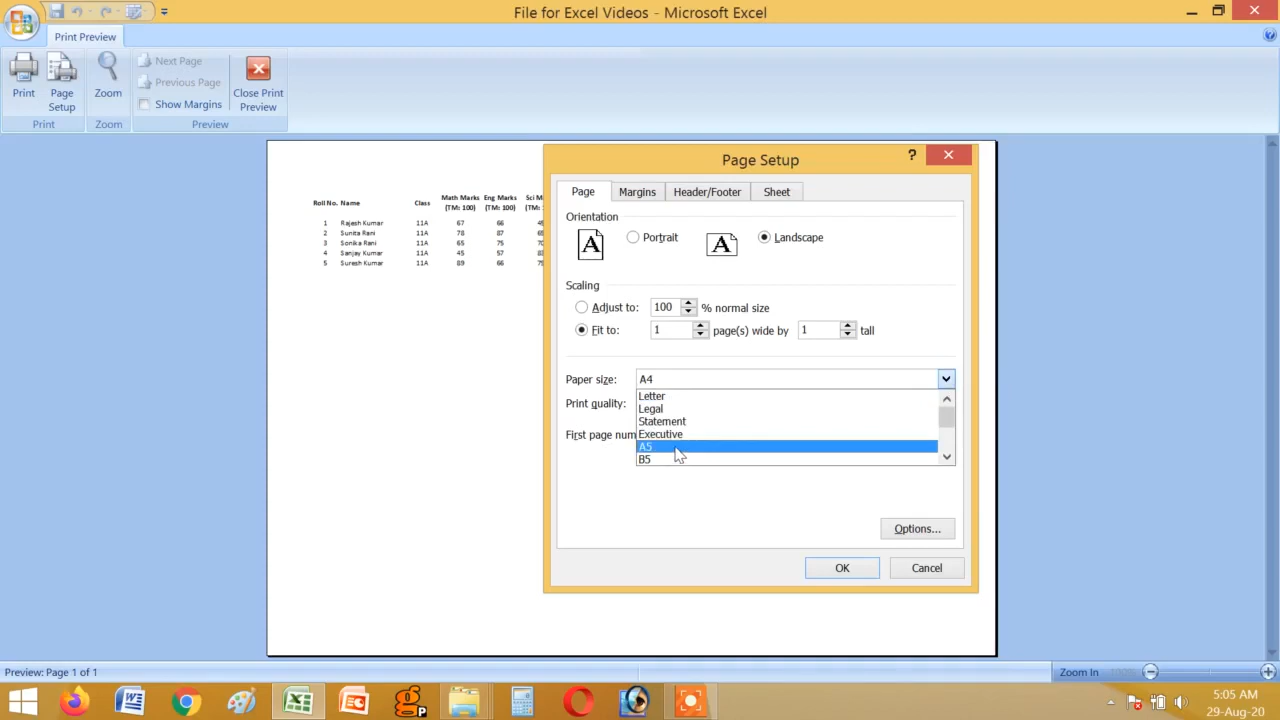 File for Excel Videos - Microsoft Excel
Print Preview
Print
Page Setup
Zoom
Next Page
Previous Page
Show Margins
Close Print Preview
Print
Zoom
Preview
Roll No. Name Class Math Marks (TM: 100) Eng Marks (TM: 100) Sci M (TM:
1 Rajesh Kumar 11A 67 66
2 Sunita Rani 11A 78 87
3 Sonika Rani 11A 65 75
4 Sanjay Kumar 11A 45 57
5 Suresh Kumar 11A 89 66
Page Setup
?
Page Margins Header/Footer Sheet
Orientation
A Portrait A Landscape
Scaling
Adjust to: 100 % normal size
Fit to: 1 page(s) wide by 1 tall
Paper size: A4
Letter
Legal
Statement
Executive
A5
B5
Print quality:
First page num
Options...
OK Cancel
Preview: Page 1 of 1
Zoom In 100%
5:05 AM
29-Aug-20